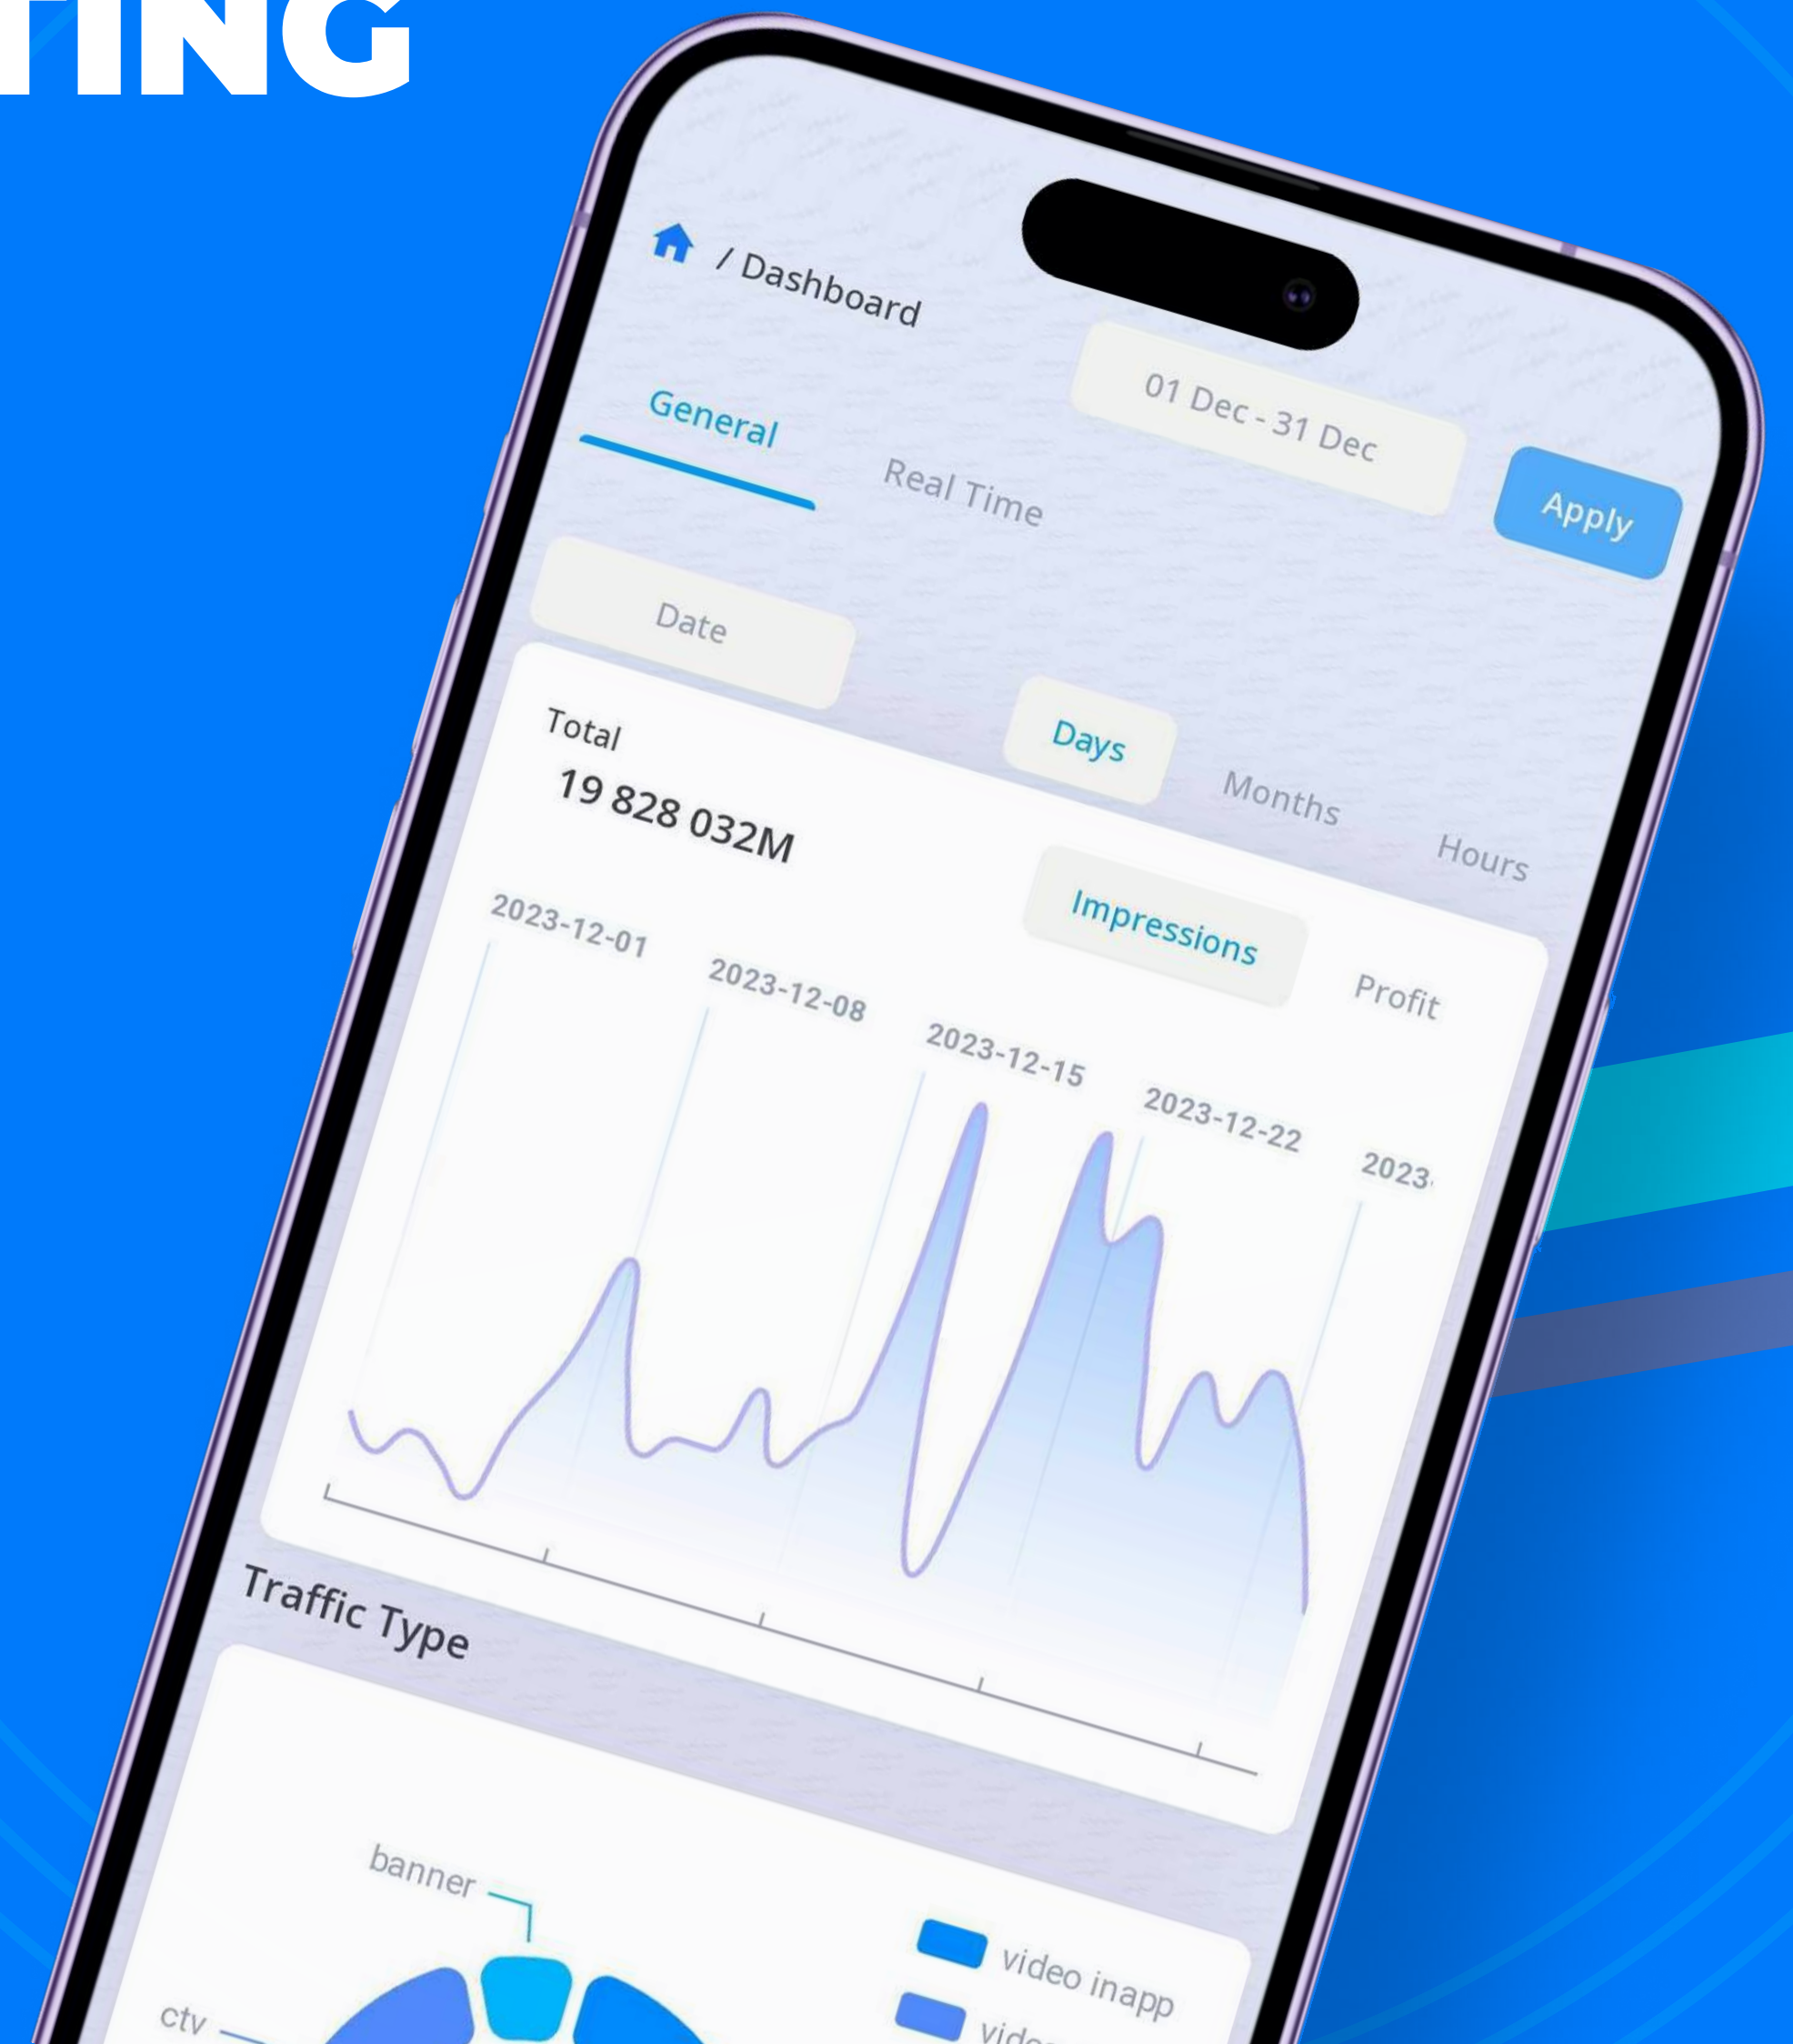 TING
/ Dashboard
01 Dec - 31 Dec
Apply
General
Real Time
Date
Days
Months
Hours
Total
19 828 032M
Impressions
Profit
2023-12-01
2023-12-08
2023-12-15
2023-12-22
2023-
Traffic Type
banner
ctv
video inapp